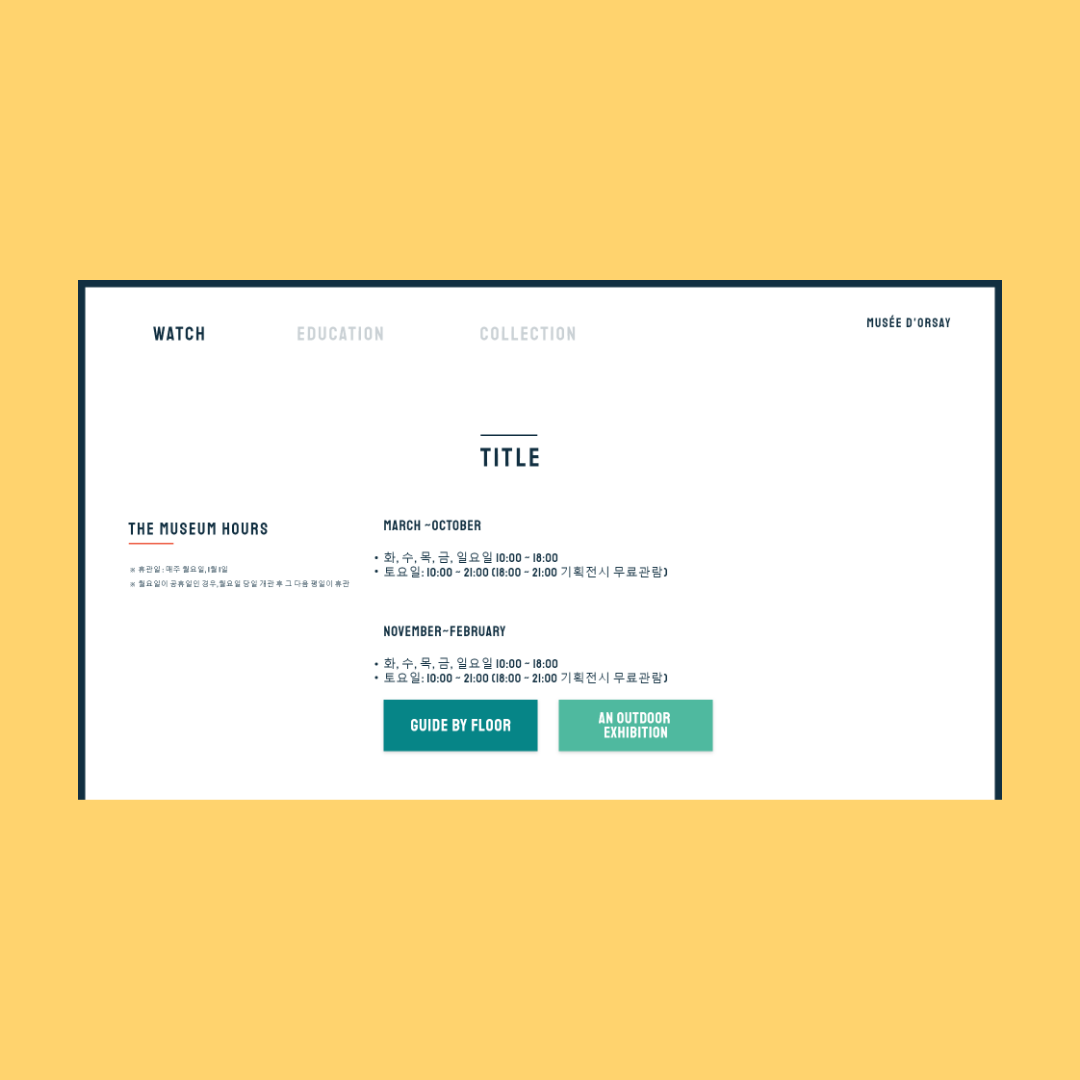 WATCH
EDUCATION
COLLECTION
MUSÉE D'ORSAY
TITLE
THE MUSEUM HOURS
※ 휴관일 : 매주 월요일, 1월 1일
※ 월요일이 공휴일인 경우, 월요일 당일 개관 후 그 다음 평일이 휴관
MARCH ~OCTOBER
• 화, 수, 목, 금, 일요일 10:00 ~ 18:00
• 토요일: 10:00 ~ 21:00 (18:00 ~ 21:00 기획전시 무료관람)
NOVEMBER~FEBRUARY
• 화, 수, 목, 금, 일요일 10:00 ~ 18:00
• 토요일: 10:00 ~ 21:00 (18:00 ~ 21:00 기획전시 무료관람)
GUIDE BY FLOOR
AN OUTDOOR
EXHIBITION